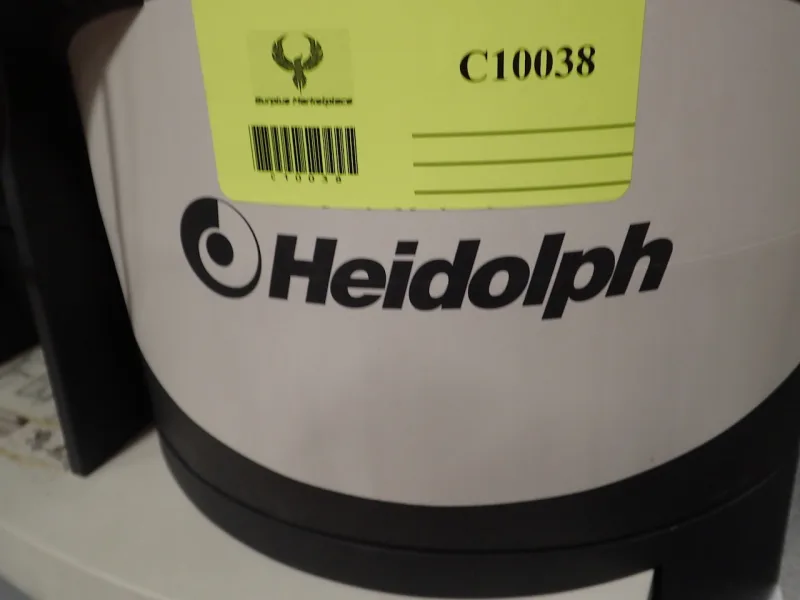 C10038
Surplus Marketplace
C10038
Heidolph